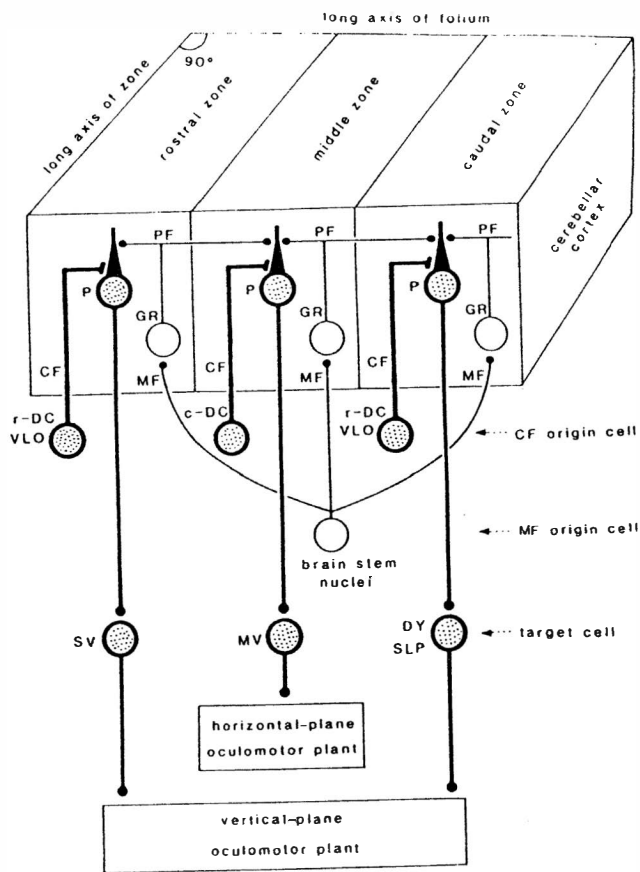 long axis of folium
90°
long axis of zone
rostral zone
middle zone
caudal zone
cerebellar
cortex
PF
PF
PF
P
P
P
GR
GR
GR
CF
MF
CF
MF
CF
MF
r-DC
VLO
c-DC
r-DC
VLO
CF origin cell
MF origin cell
brain stem
nuclei
SV
MV
DY
SLP
target cell
horizontal-plane
oculomotor plant
vertical-plane
oculomotor plant